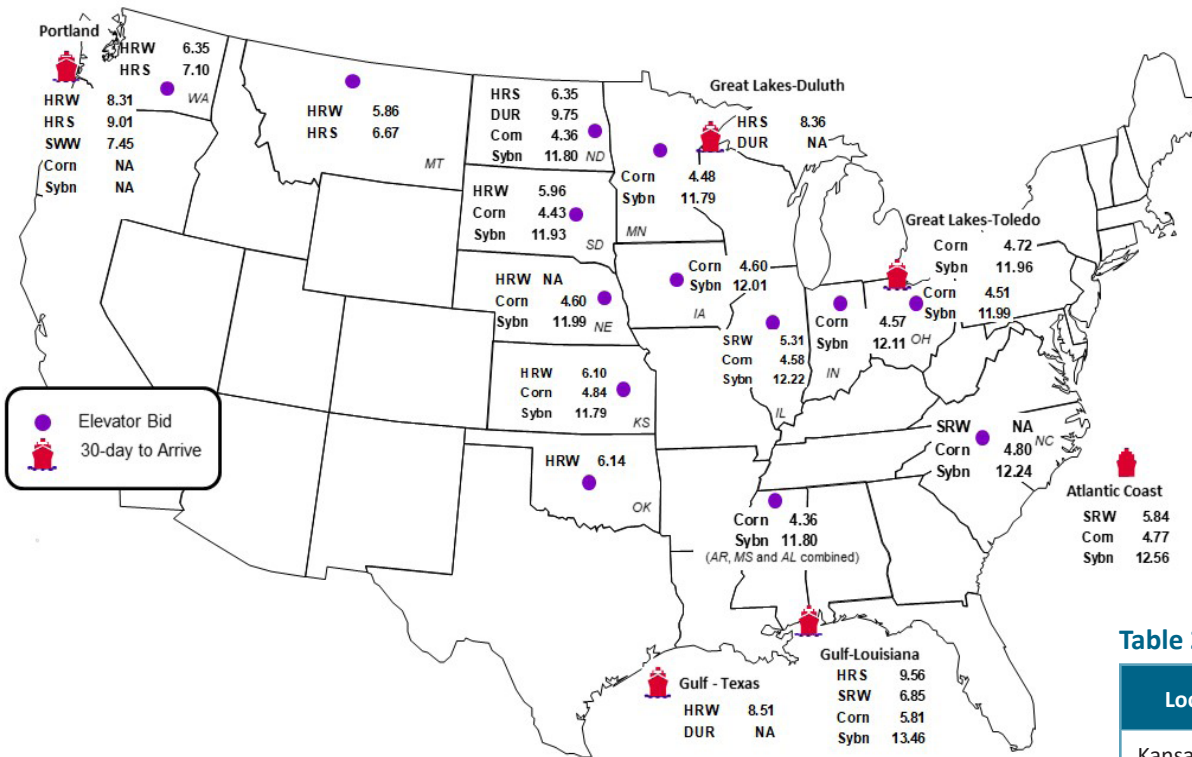 Portland
HRW 6.35
HRS 7.10
WA
HRW 8.31
HRS 9.01
SWW 7.45
Corn NA
Sybn NA
HRW 5.86
HRS 6.67
MT
HRS 6.35
DUR 9.75
Corn 4.36
Sybn 11.80 ND
HRW 5.96
Corn 4.43
Sybn 11.93
SD
HRW NA
Corn 4.60
Sybn 11.99 NE
HRW 6.10
Corn 4.84
Sybn 11.79
KS
HRW 6.14
OK
Great Lakes-Duluth
HRS 8.36
DUR NA
Corn 4.48
Sybn 11.79
MN
Corn 4.60
Sybn 12.01
IA
SRW 5.31
Corn 4.58
Sybn 12.22
IL
Great Lakes-Toledo
Corn 4.72
Sybn 11.96
Corn 4.51
Sybn 11.99
OH
Corn 4.57
Sybn 12.11
IN
SRW NA
NC
Corn 4.80
Sybn 12.24
Atlantic Coast
SRW 5.84
Corn 4.77
Sybn 12.56
Corn 4.36
Sybn 11.80
(AR, MS and AL combined)
Gulf-Louisiana
HRS 9.56
SRW 6.85
Corn 5.81
Sybn 13.46
Gulf - Texas
HRW 8.51
DUR NA
Elevator Bid
30-day to Arrive
Table
Loc
Kansa